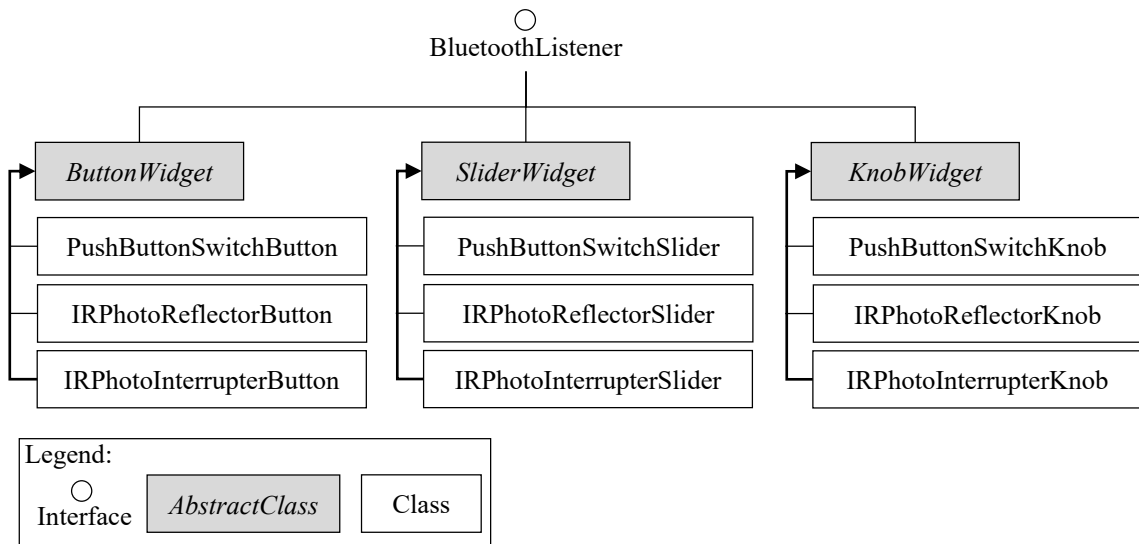 BluetoothListener
ButtonWidget
SliderWidget
KnobWidget
PushButtonSwitchButton
PushButtonSwitchSlider
PushButtonSwitchKnob
IRPhotoReflectorButton
IRPhotoReflectorSlider
IRPhotoReflectorKnob
IRPhotoInterrupterButton
IRPhotoInterrupterSlider
IRPhotoInterrupterKnob
Legend:
Interface
AbstractClass
Class